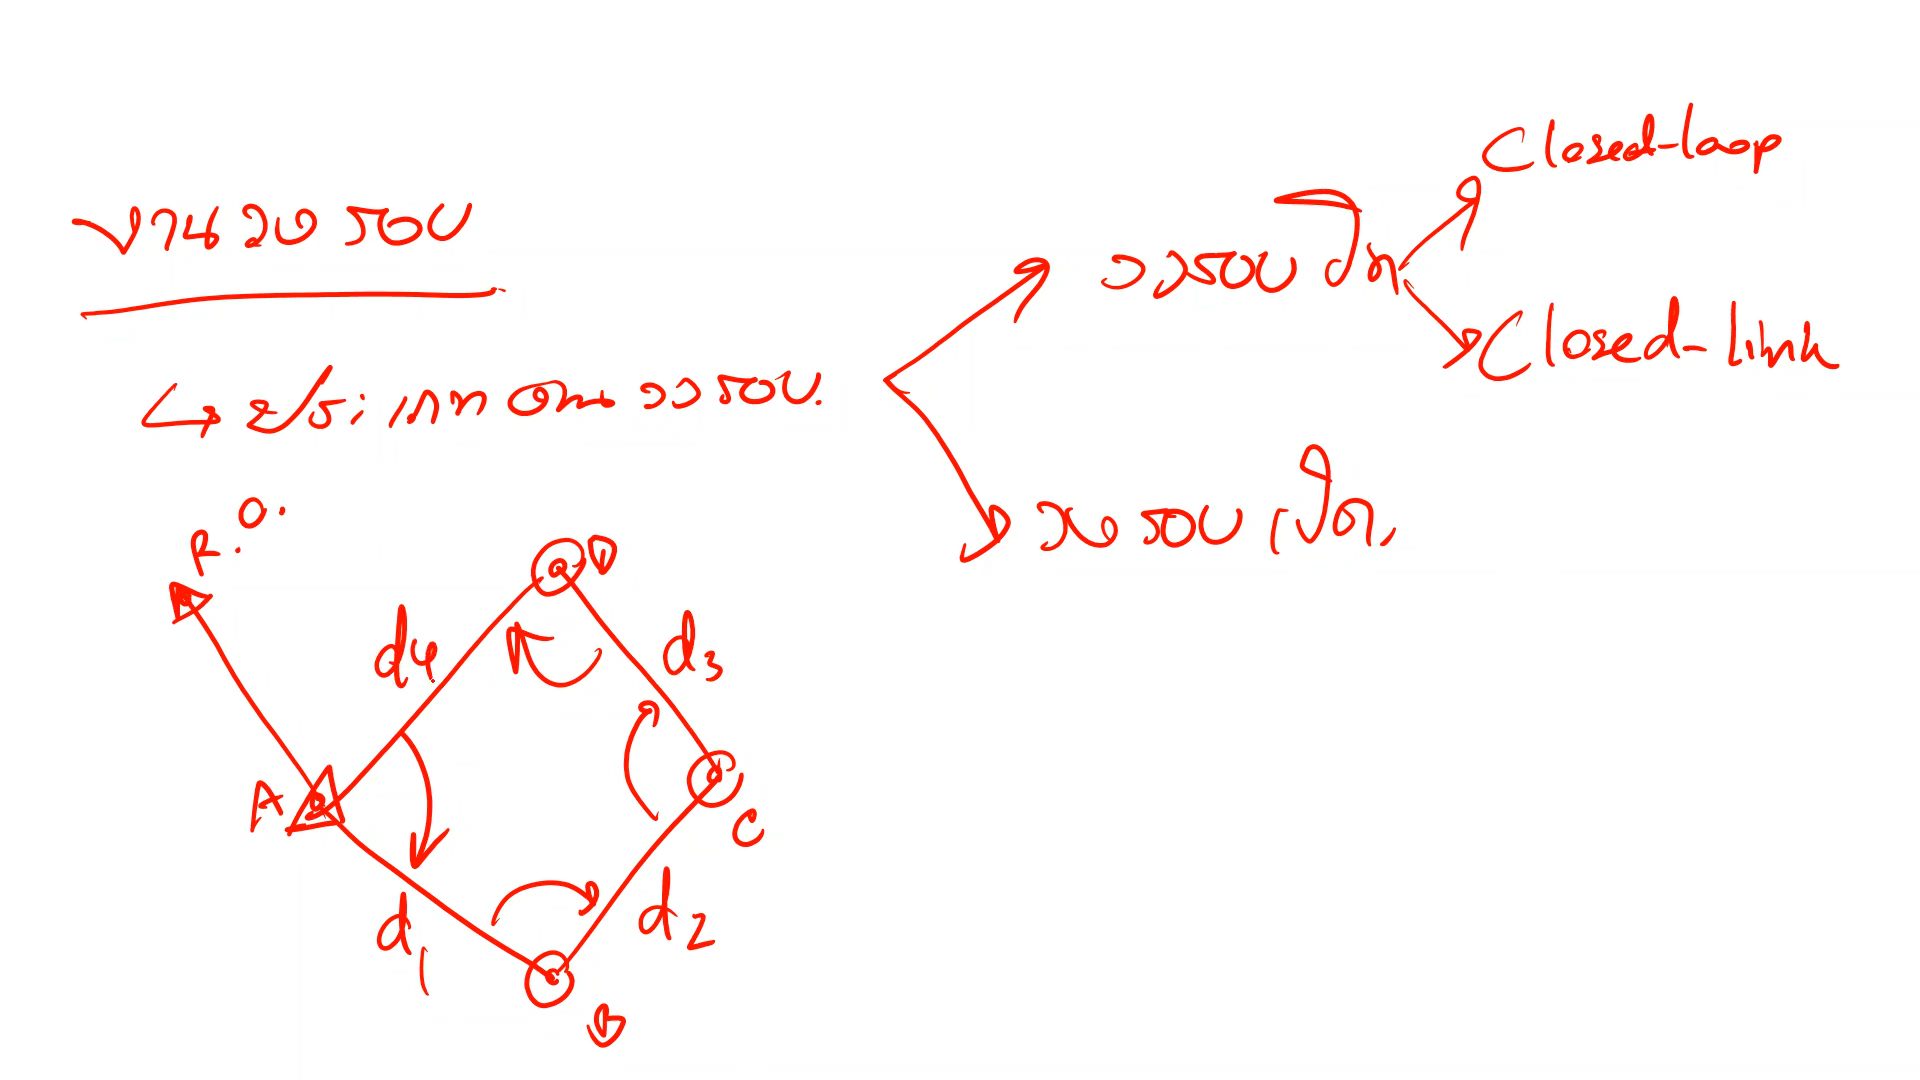 งานวงรอบ
ประเภทของวงรอบ.
วงรอบปิด
Closed-loop
Closed-link
วงรอบเปิด
R.O.
A
B
C
D
d1
d2
d3
d4